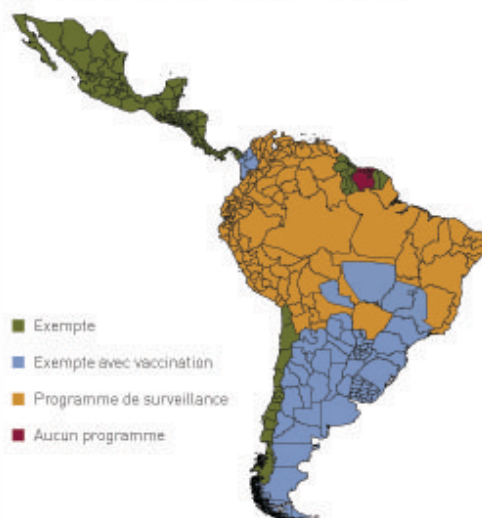 Exempte
Exempte avec vaccination
Programme de surveillance
Aucun programme